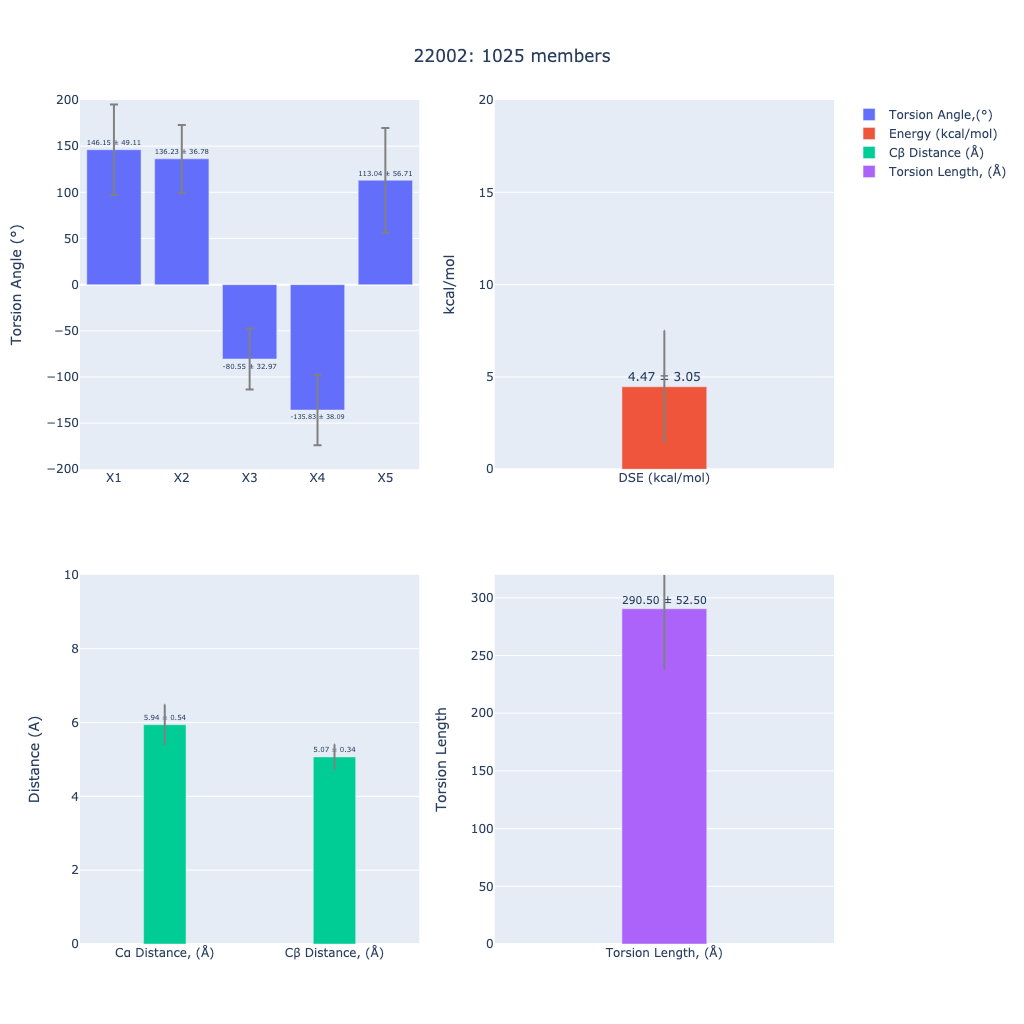 22002: 1025 members
Torsion Angle (°)
200
150
100
50
0
−50
−100
−150
−200
146.15 ± 49.11
136.23 ± 36.78
-80.55 ± 32.97
-135.83 ± 38.09
113.04 ± 56.71
X1 X2 X3 X4 X5
kcal/mol
20
15
10
5
0
4.47 ± 3.05
DSE (kcal/mol)
Torsion Angle,(°)
Energy (kcal/mol)
Cβ Distance (Å)
Torsion Length, (Å)
Distance (A)
10
8
6
4
2
0
5.94 ± 0.54
5.07 ± 0.34
Cα Distance, (Å) Cβ Distance, (Å)
Torsion Length
300
250
200
150
100
50
0
290.50 ± 52.50
Torsion Length, (Å)